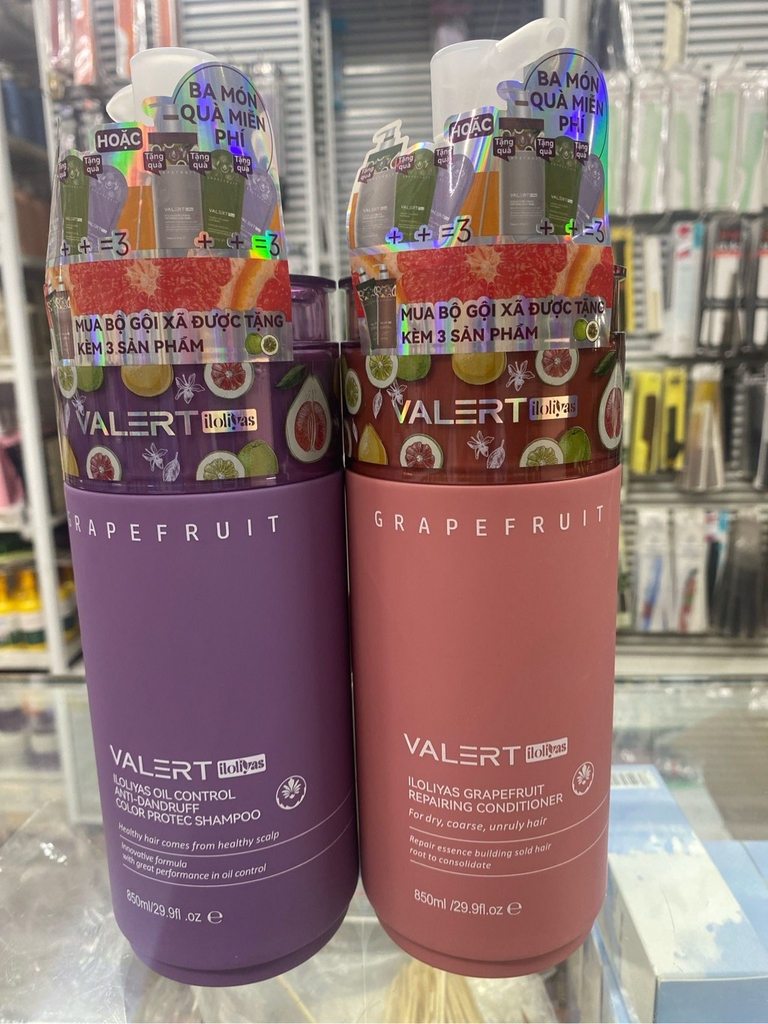 BA MÓN
QUÀ MIỄN
PHÍ
HOẶC
Tặng
quà
Tặng
quà
Tặng
quà
VALERT
+ + =3
+ + =3
MUA BỘ GỘI XÃ ĐƯỢC TẶNG
KÈM 3 SẢN PHẨM
VALERT iloliyas
GRAPEFRUIT
VALERT iloliyas
ILOLIYAS OIL CONTROL
ANTI-DANDRUFF
COLOR PROTEC SHAMPOO
Healthy hair comes from healthy scalp
Innovative formula
with great performance in oil control
850ml/29.9fl .oz e
BA MÓN
QUÀ MIỄN
PHÍ
HOẶC
Tặng
quà
Tặng
quà
Tặng
quà
VALERT
+ + =3
+ + =3
MUA BỘ GỘI XÃ ĐƯỢC TẶNG
KÈM 3 SẢN PHẨM
VALERT iloliyas
GRAPEFRUIT
VALERT iloliyas
ILOLIYAS GRAPEFRUIT
REPAIRING CONDITIONER
For dry, coarse, unruly hair
Repair essence building sold hair
root to consolidate
850ml /29.9fl.oz e